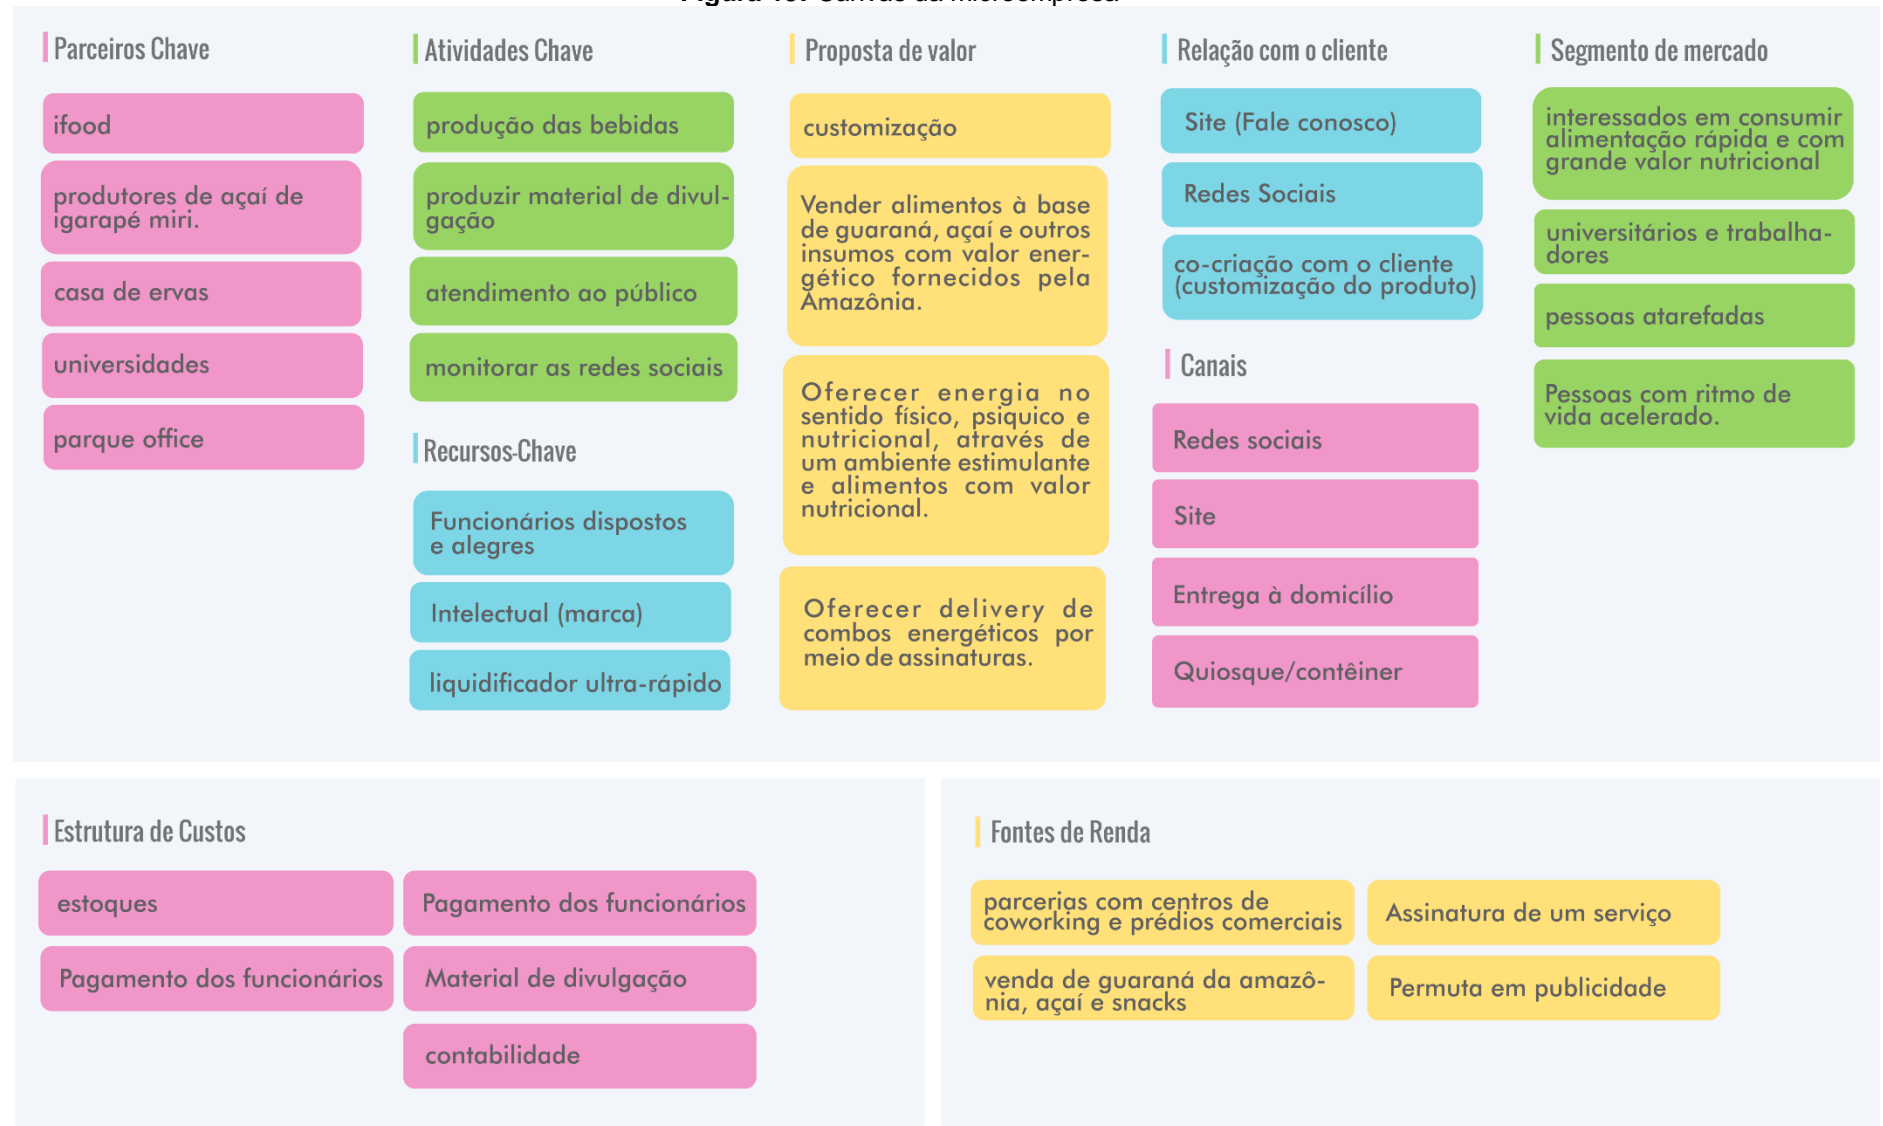 Parceiros Chave
ifood
produtores de açaí de
igarapé miri.
casa de ervas
universidades
parque office
Atividades Chave
produção das bebidas
produzir material de divul-
gação
atendimento ao público
monitorar as redes sociais
Recursos-Chave
Funcionários dispostos
e alegres
Intelectual (marca)
liquidificador ultra-rápido
Proposta de valor
customização
Vender alimentos à base
de guaraná, açaí e outros
insumos com valor ener-
gético fornecidos pela
Amazônia.
Oferecer energia no
sentido físico, psiquico e
nutricional, através de
um ambiente estimulante
e alimentos com valor
nutricional.
Oferecer delivery de
combos energéticos por
meio de assinaturas.
Relação com o cliente
Site (Fale conosco)
Redes Sociais
co-criação com o cliente
(customização do produto)
Canais
Redes sociais
Site
Entrega à domicílio
Quiosque/contêiner
Segmento de mercado
interessados em consumir
alimentação rápida e com
grande valor nutricional
universitários e trabalha-
dores
pessoas atarefadas
Pessoas com ritmo de
vida acelerado.
Estrutura de Custos
estoques
Pagamento dos funcionários
Pagamento dos funcionários
Material de divulgação
contabilidade
Fontes de Renda
parcerias com centros de
coworking e prédios comerciais
Assinatura de um serviço
venda de guaraná da amazô-
nia, açaí e snacks
Permuta em publicidade